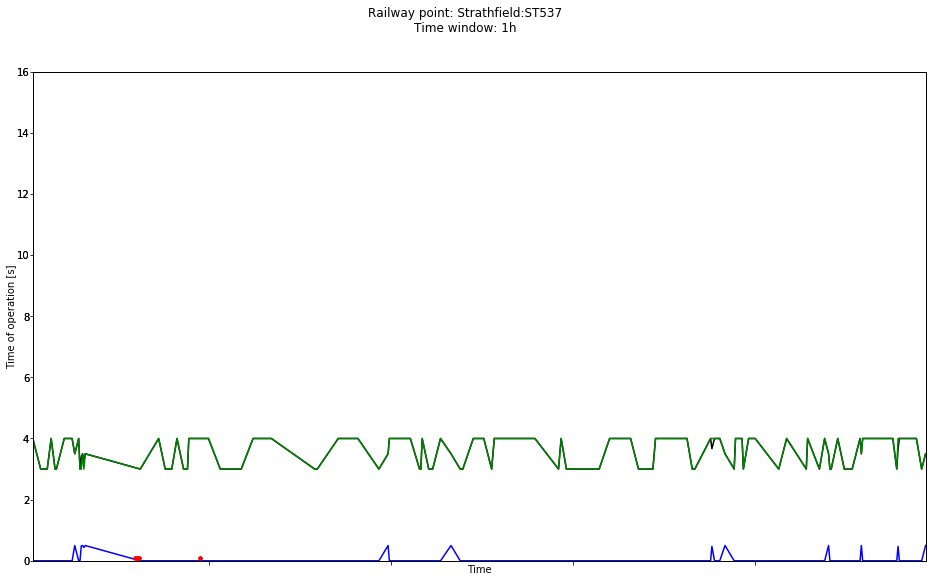 Railway point: Strathfield:ST537
Time window: 1h
16
14
12
10
8
6
4
2
0
Time of operation [s]
Time